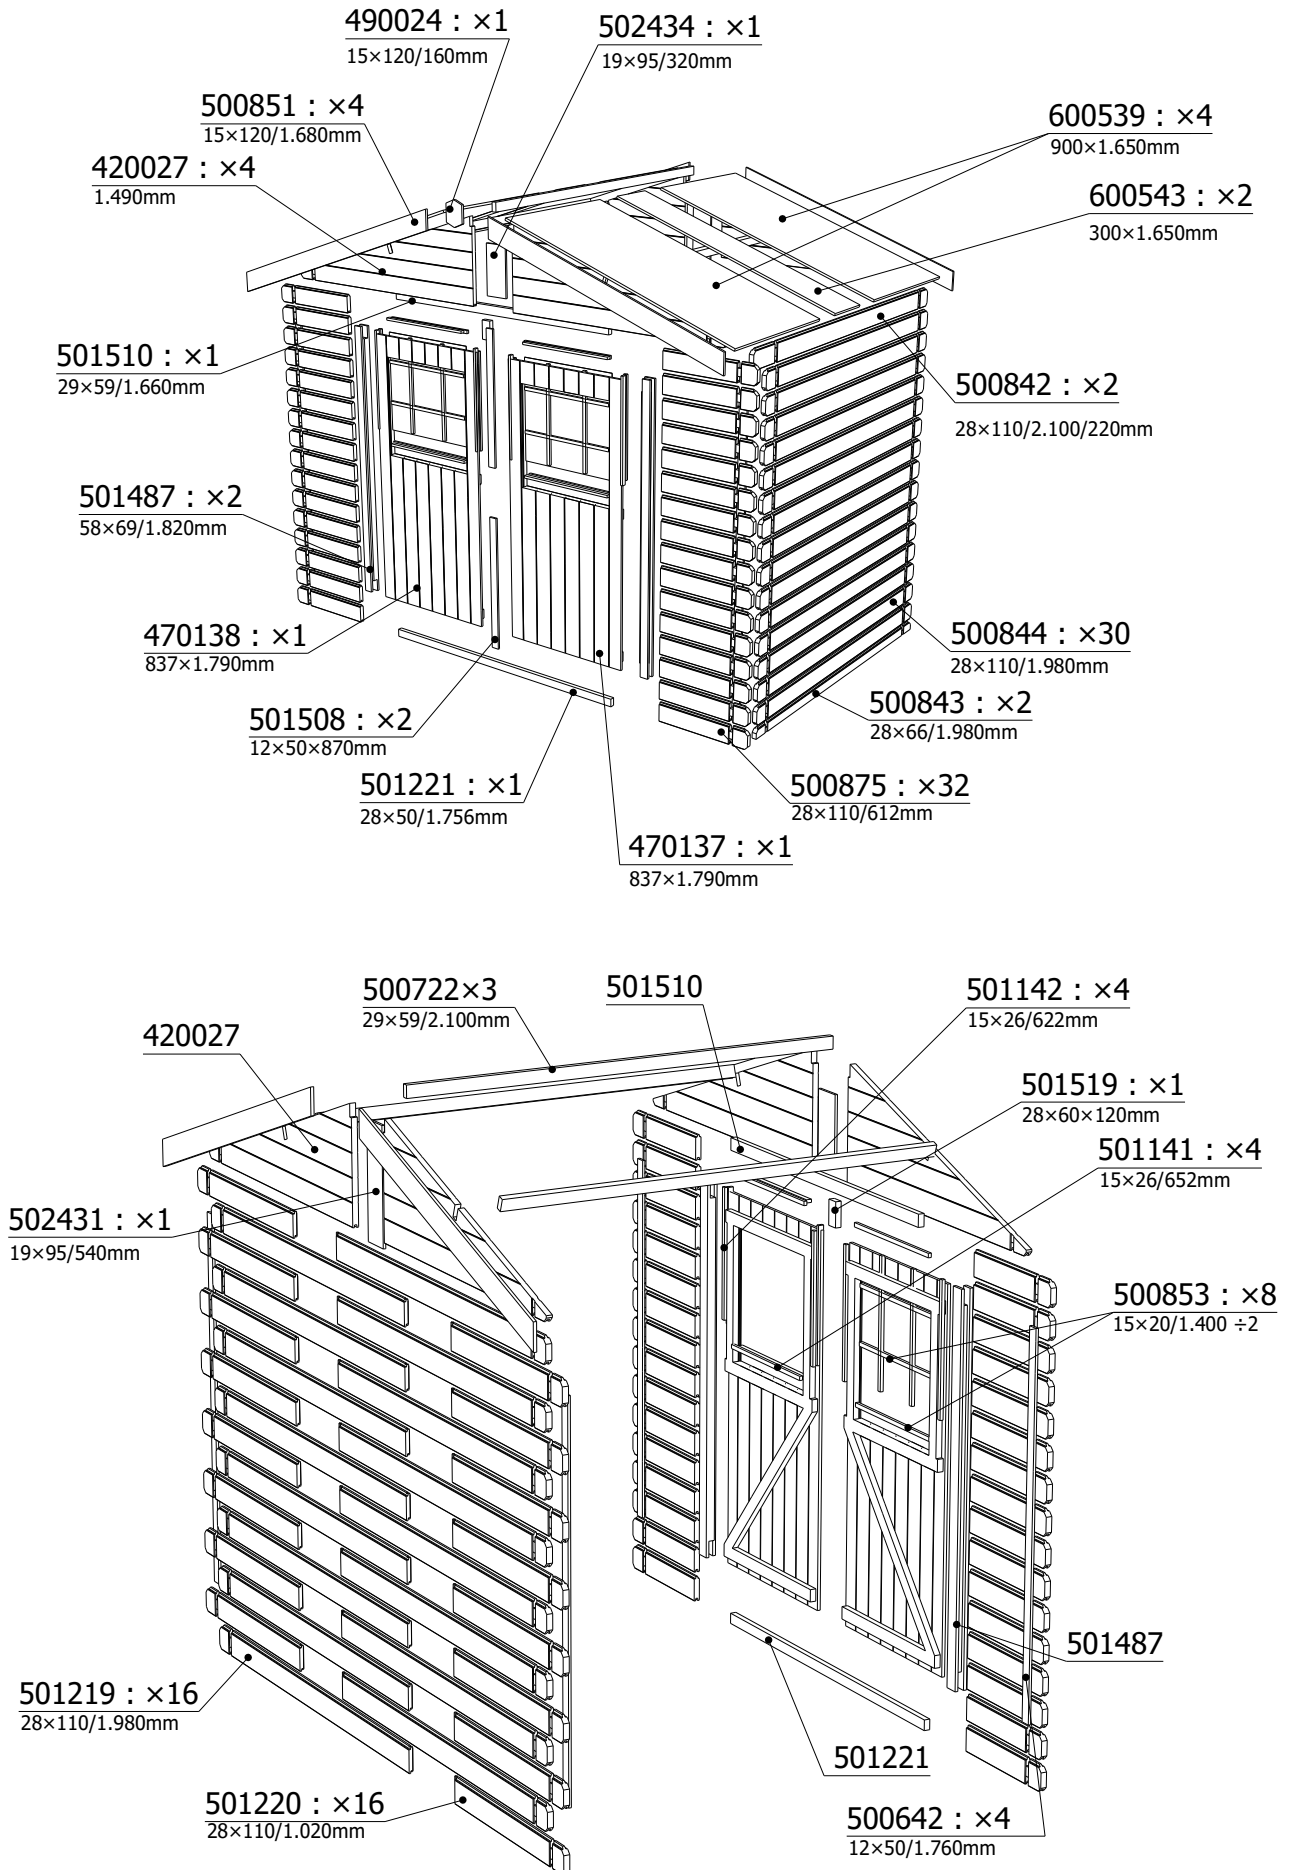 490024 : ×1
15×120/160mm
502434 : ×1
19×95/320mm
500851 : ×4
15×120/1.680mm
600539 : ×4
900×1.650mm
420027 : ×4
1.490mm
600543 : ×2
300×1.650mm
501510 : ×1
29×59/1.660mm
500842 : ×2
28×110/2.100/220mm
501487 : ×2
58×69/1.820mm
470138 : ×1
837×1.790mm
500844 : ×30
28×110/1.980mm
500843 : ×2
28×66/1.980mm
501508 : ×2
12×50×870mm
501221 : ×1
28×50/1.756mm
500875 : ×32
28×110/612mm
470137 : ×1
837×1.790mm
500722×3
29×59/2.100mm
501510
501142 : ×4
15×26/622mm
420027
501519 : ×1
28×60×120mm
501141 : ×4
15×26/652mm
502431 : ×1
19×95/540mm
500853 : ×8
15×20/1.400 ÷2
501487
501219 : ×16
28×110/1.980mm
501221
501220 : ×16
28×110/1.020mm
500642 : ×4
12×50/1.760mm